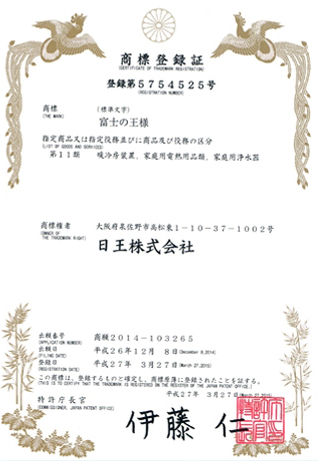 商標登録証
(CERTIFICATE OF TRADEMARK REGISTRATION)
登録第5754525号
(REGISTRATION NUMBER)
商標 (標準文字)
(THE MARK) 富士の王様
指定商品又は指定役務並びに商品及び役務の区分
(LIST OF GOODS AND SERVICES)
第11類 暖冷房装置，家庭用電熱用品類，家庭用浄水器
商標権者 大阪府泉佐野市高松東1-10-37-1002号
(OWNER OF THE TRADEMARK RIGHT) 日王株式会社
出願番号 商願2014-103265
(APPLICATION NUMBER)
出願日 平成26年12月 8日(December 8,2014)
(FILING DATE)
登録日 平成27年 3月27日(March 27,2015)
(REGISTRATION DATE)
この商標は、登録するものと確定し、商標原簿に登録されたことを証する。
(THIS IS TO CERTIFY THAT THE TRADEMARK IS REGISTERED ON THE REGISTER OF THE JAPAN PATENT OFFICE.)
平成27年 3月27日(March 27,2015)
特許庁長官
(COMMISSIONER, JAPAN PATENT OFFICE)
伊藤 仁